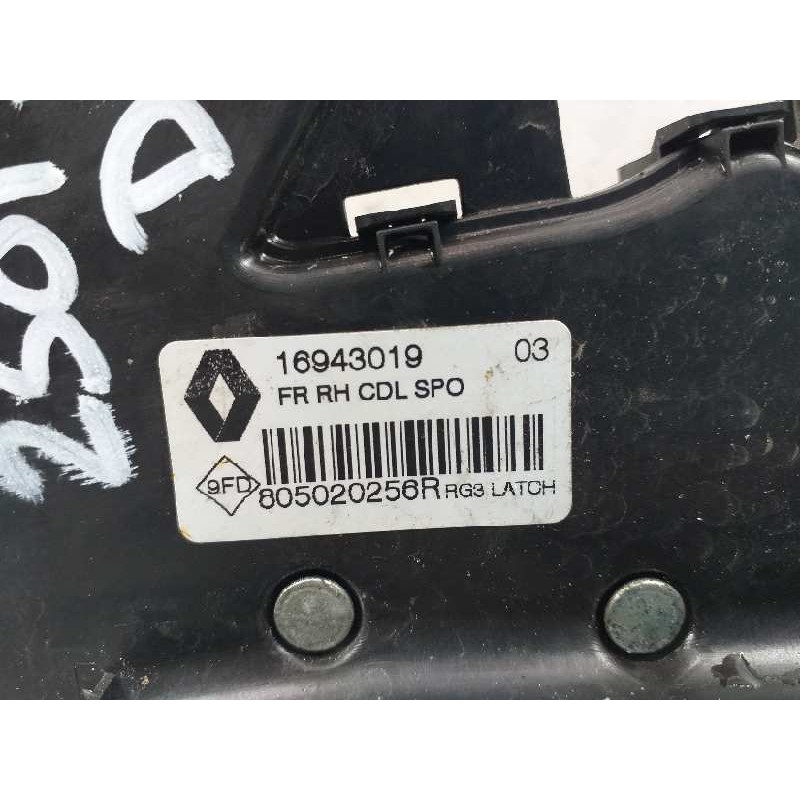 16943019 03
FR RH CDL SPO
9FD 805020256R RG3 LATCH
D